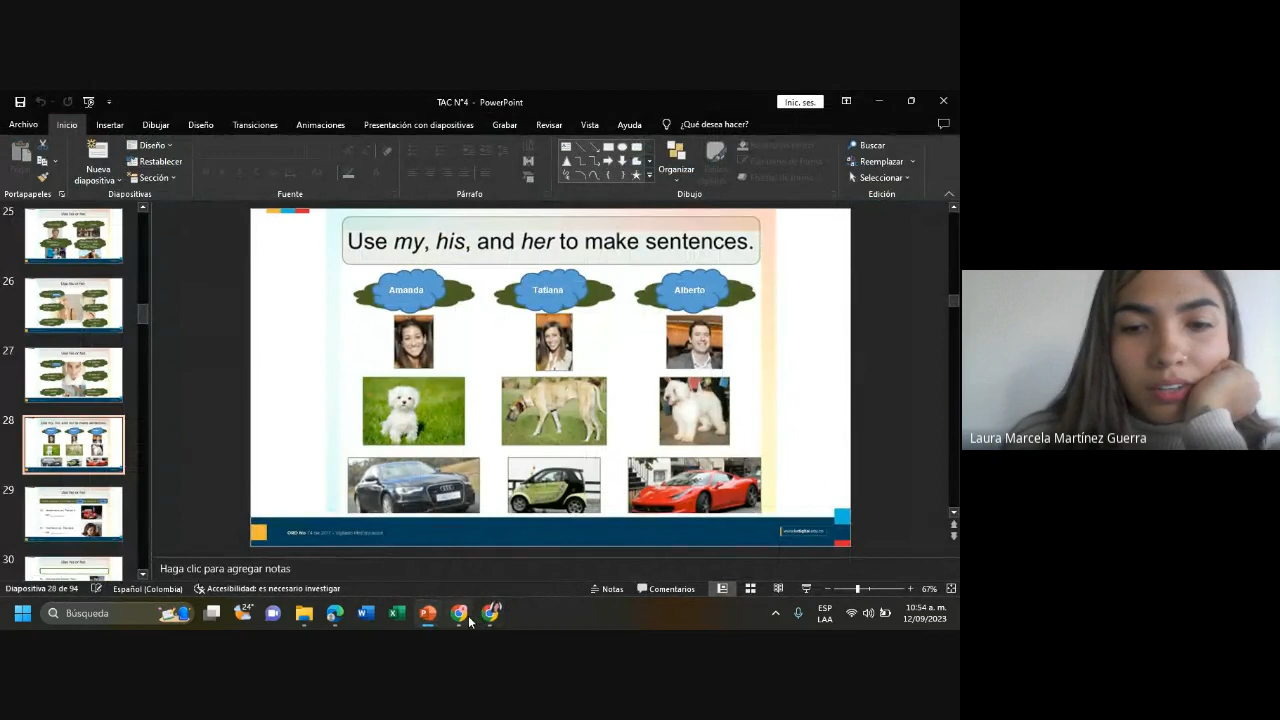 TAC N°4 - PowerPoint
Inic. ses.
Archivo Inicio Insertar Dibujar Diseño Transiciones Animaciones Presentación con diapositivas Grabar Revisar Vista Ayuda ¿Qué desea hacer?
Nueva diapositiva
Diseño
Restablecer
Sección
Organizar
Buscar
Reemplazar
Seleccionar
Portapapeles Diapositivas Fuente Párrafo Dibujo Edición
25
26
27
28
29
30
Use my, his, and her to make sentences.
Amanda Tatiana Alberto
Haga clic para agregar notas
Diapositiva 28 de 94 Español (Colombia) Accesibilidad: es necesario investigar Notas Comentarios 67%
Búsqueda
24°
ESP
LAA
10:54 a. m.
12/09/2023
Laura Marcela Martínez Guerra